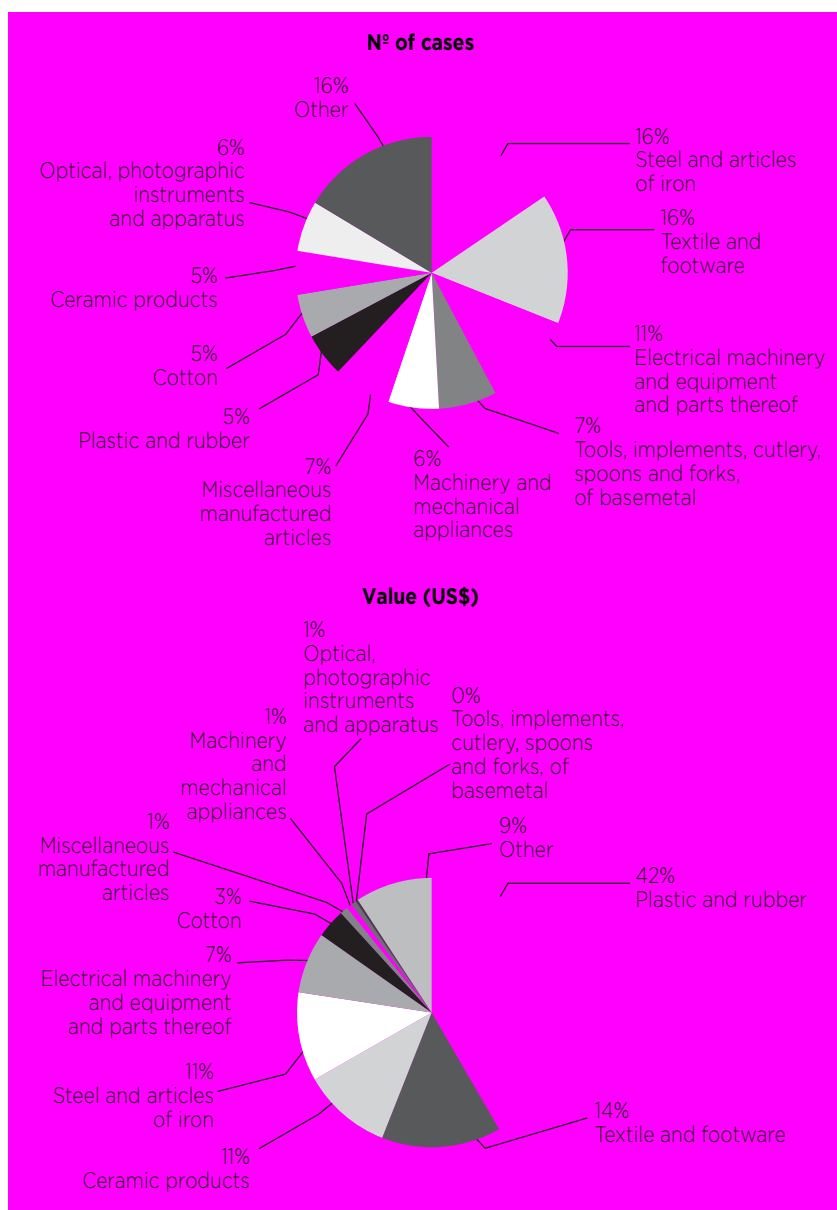 Nº of cases
16%
Other
16%
Steel and articles
of iron
6%
Optical, photographic
instruments
and apparatus
16%
Textile and
footware
5%
Ceramic products
11%
Electrical machinery
and equipment
and parts thereof
5%
Cotton
5%
Plastic and rubber
7%
Tools, implements, cutlery,
spoons and forks,
of basemetal
6%
Machinery and
mechanical
appliances
7%
Miscellaneous
manufactured
articles
Value (US$)
1%
Optical,
photographic
instruments
and apparatus
0%
Tools, implements,
cutlery, spoons
and forks, of
basemetal
1%
Machinery
and
mechanical
appliances
1%
Miscellaneous
manufactured
articles
9%
Other
42%
Plastic and rubber
3%
Cotton
7%
Electrical machinery
and equipment
and parts thereof
11%
Steel and articles
of iron
14%
Textile and footware
11%
Ceramic products